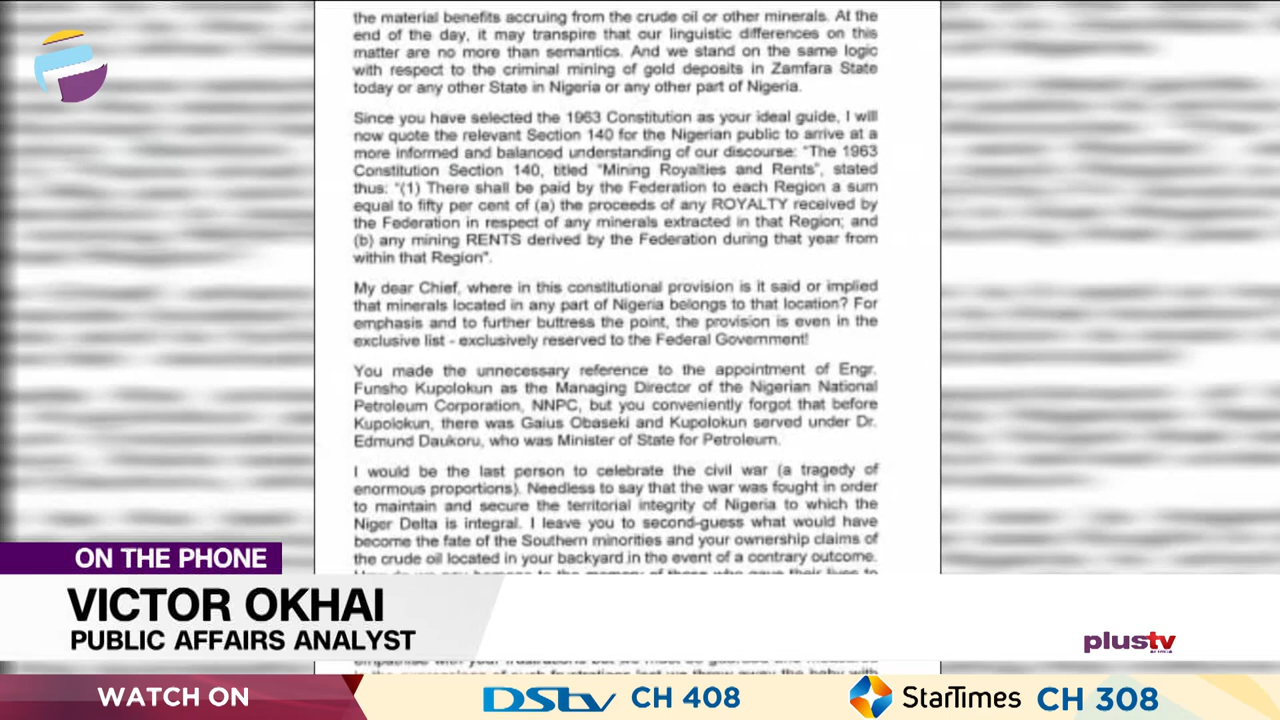 the material benefits accruing from the crude oil or other minerals. At the
end of the day, it may transpire that our linguistic differences on this
matter are no more than semantics. And we stand on the same logic
with respect to the criminal mining of gold deposits in Zamfara State
today or any other State in Nigeria or any other part of Nigeria.
Since you have selected the 1963 Constitution as your ideal guide, I will
now quote the relevant Section 140 for the Nigerian public to arrive at a
more informed and balanced understanding of our discourse: "The 1963
Constitution Section 140, titled "Mining Royalties and Rents", stated
thus: "(1) There shall be paid by the Federation to each Region a sum
equal to fifty per cent of (a) the proceeds of any ROYALTY received by
the Federation in respect of any minerals extracted in that Region; and
(b) any mining RENTS derived by the Federation during that year from
within that Region".
My dear Chief, where in this constitutional provision is it said or implied
that minerals located in any part of Nigeria belongs to that location? For
emphasis and to further buttress the point, the provision is even in the
exclusive list - exclusively reserved to the Federal Government!
You made the unnecessary reference to the appointment of Engr.
Funsho Kupolokun as the Managing Director of the Nigerian National
Petroleum Corporation, NNPC, but you conveniently forgot that before
Kupolokun, there was Gaius Obaseki and Kupolokun served under Dr.
Edmund Daukoru, who was Minister of State for Petroleum.
I would be the last person to celebrate the civil war (a tragedy of
enormous proportions). Needless to say that the war was fought in order
to maintain and secure the territorial integrity of Nigeria to which the
Niger Delta is integral. I leave you to second-guess what would have
become the fate of the Southern minorities and your ownership claims of
the crude oil located in your backyard in the event of a contrary outcome.
ON THE PHONE
VICTOR OKHAI
PUBLIC AFFAIRS ANALYST
plustv
WATCH ON
DStv CH 408
StarTimes CH 308